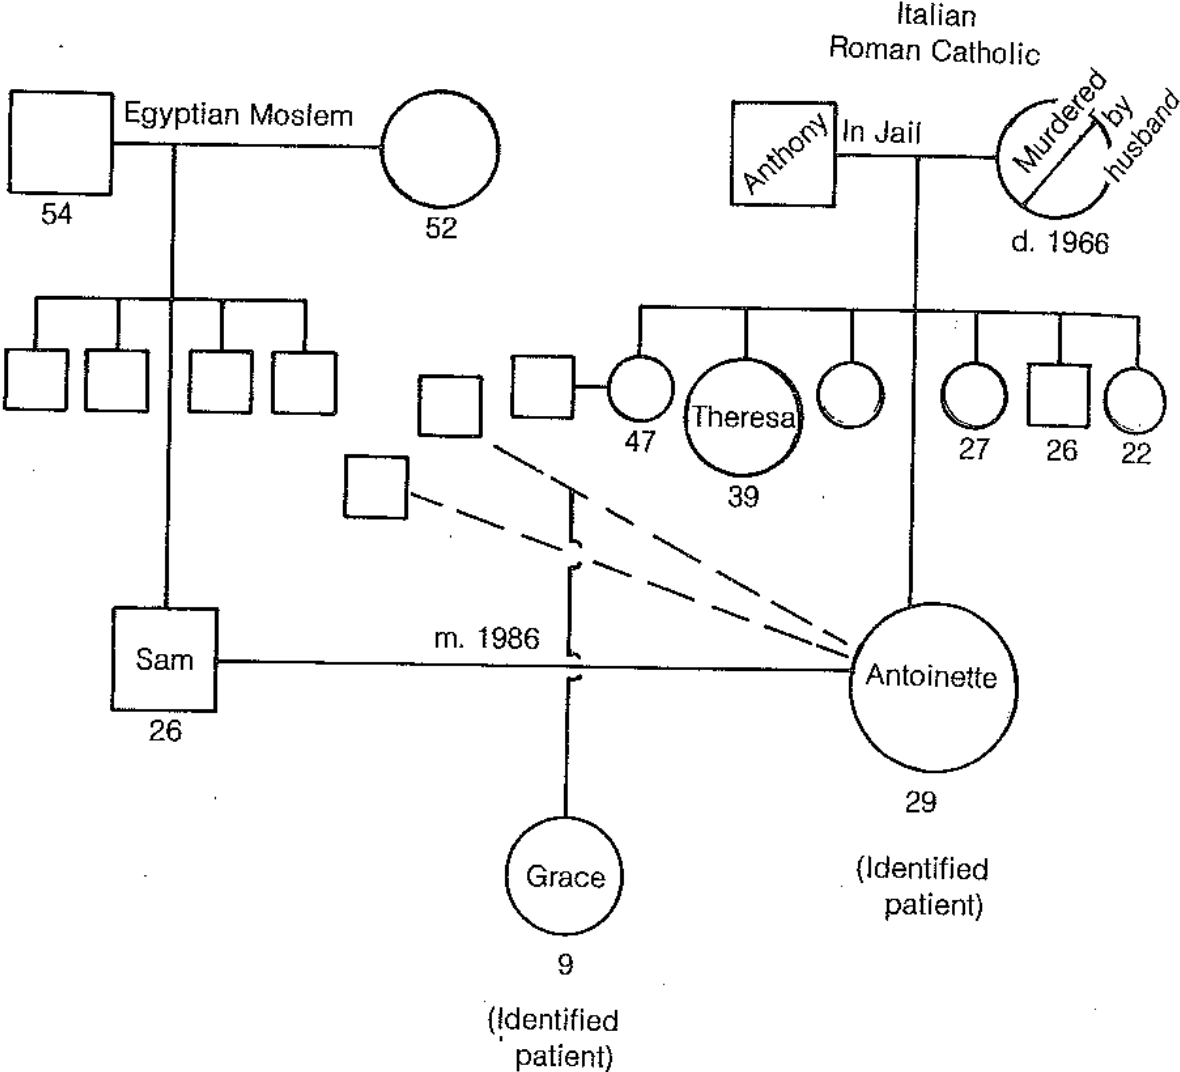 Italian
Roman Catholic
Egyptian Moslem
Anthony
In Jail
Murdered
by
husband
54
52
d. 1966
47
Theresa
39
27
26
22
m. 1986
Sam
26
Antoinette
29
(Identified
patient)
Grace
9
(Identified
patient)